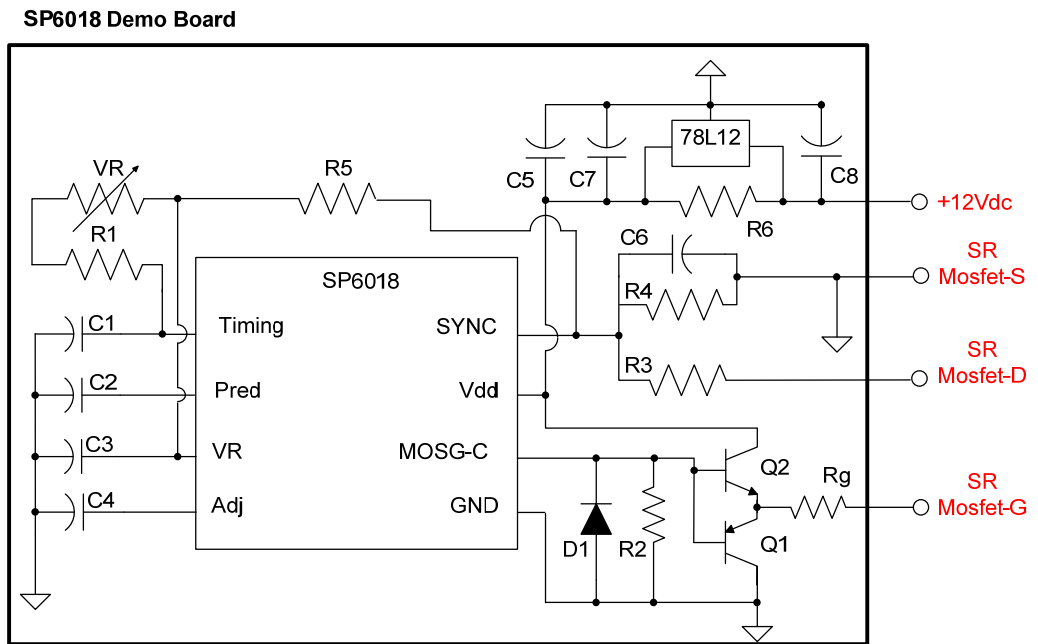 SP6018 Demo Board
78L12
VR
R5
C5
C7
C8
+12Vdc
R6
R1
C6
SR
Mosfet-S
SP6018
R4
C1
Timing
SYNC
SR
Mosfet-D
R3
C2
Pred
Vdd
C3
VR
MOSG-C
Q2
Rg
SR
Mosfet-G
C4
Adj
GND
D1
R2
Q1